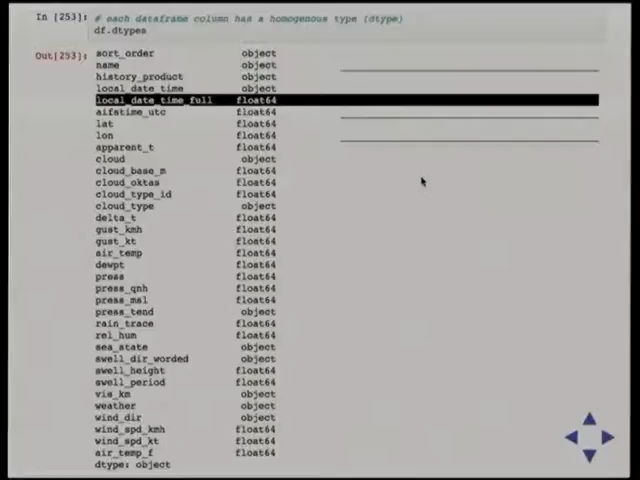 In [253]: # each dataframe column has a homogenous type (dtype)
df.dtypes
Out[253]: sort_order object
name object
history_product object
local_date_time object
local_date_time_full float64
aifstime_utc float64
lat float64
lon float64
apparent_t float64
cloud object
cloud_base_m float64
cloud_oktas float64
cloud_type_id float64
cloud_type object
delta_t float64
gust_kmh float64
gust_kt float64
air_temp float64
dewpt float64
press float64
press_qnh float64
press_msl float64
press_tend object
rain_trace float64
rel_hum float64
sea_state object
swell_dir_worded object
swell_height float64
swell_period float64
vis_km object
weather object
wind_dir object
wind_spd_kmh float64
wind_spd_kt float64
air_temp_f float64
dtype: object